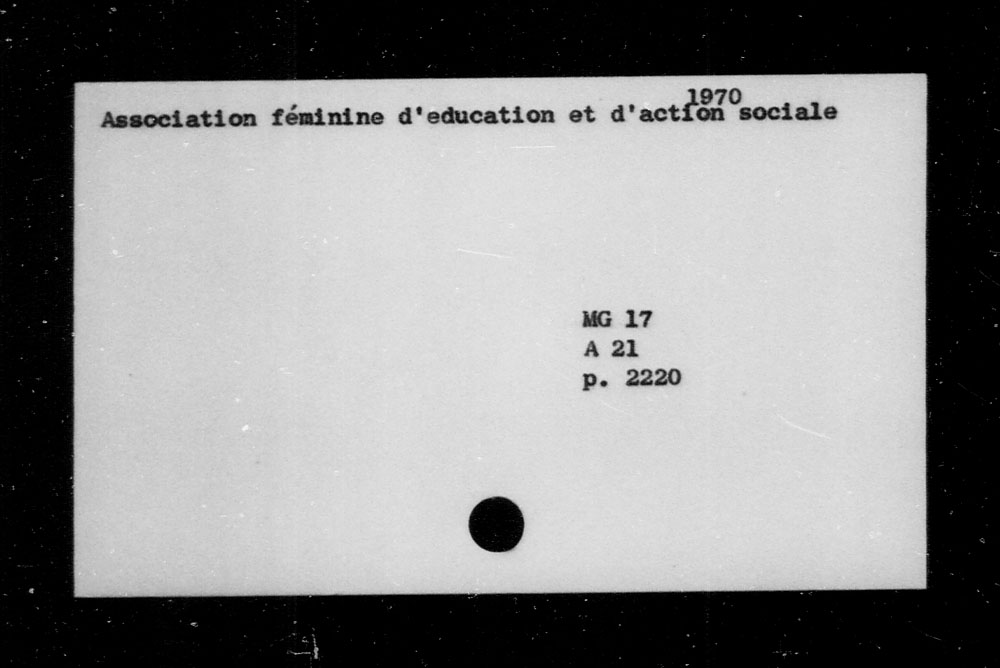 1970
Association féminine d'education et d'action sociale
MG 17
A 21
p. 2220